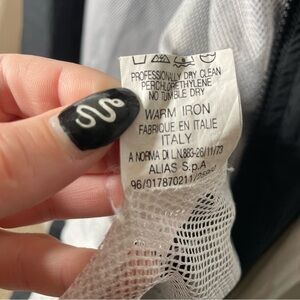 PROFESSIONALLY DRY CLEAN
PERCHLORETHYLENE
NO TUMBLE DRY
WARM IRON
FABRIQUE EN ITALIE
ITALY
A NORMA DI L.N.883-26/11/73
ALIAS S.p.A